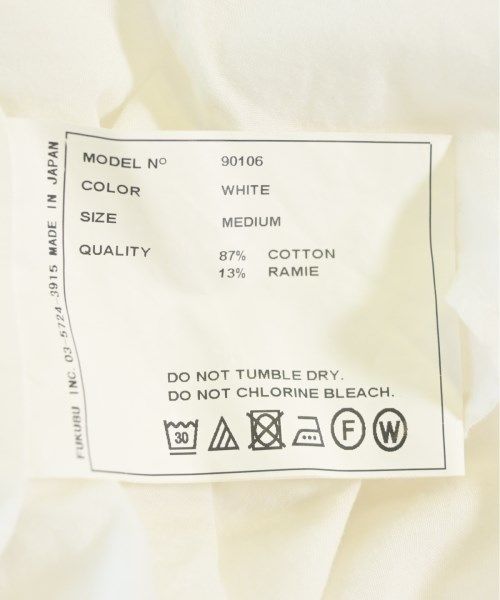 MODEL Nº 90106
COLOR WHITE
SIZE MEDIUM
QUALITY 87% COTTON
13% RAMIE
DO NOT TUMBLE DRY.
DO NOT CHLORINE BLEACH.
30 F W
FUKUBU INC. 03-5724-3915 MADE IN JAPAN